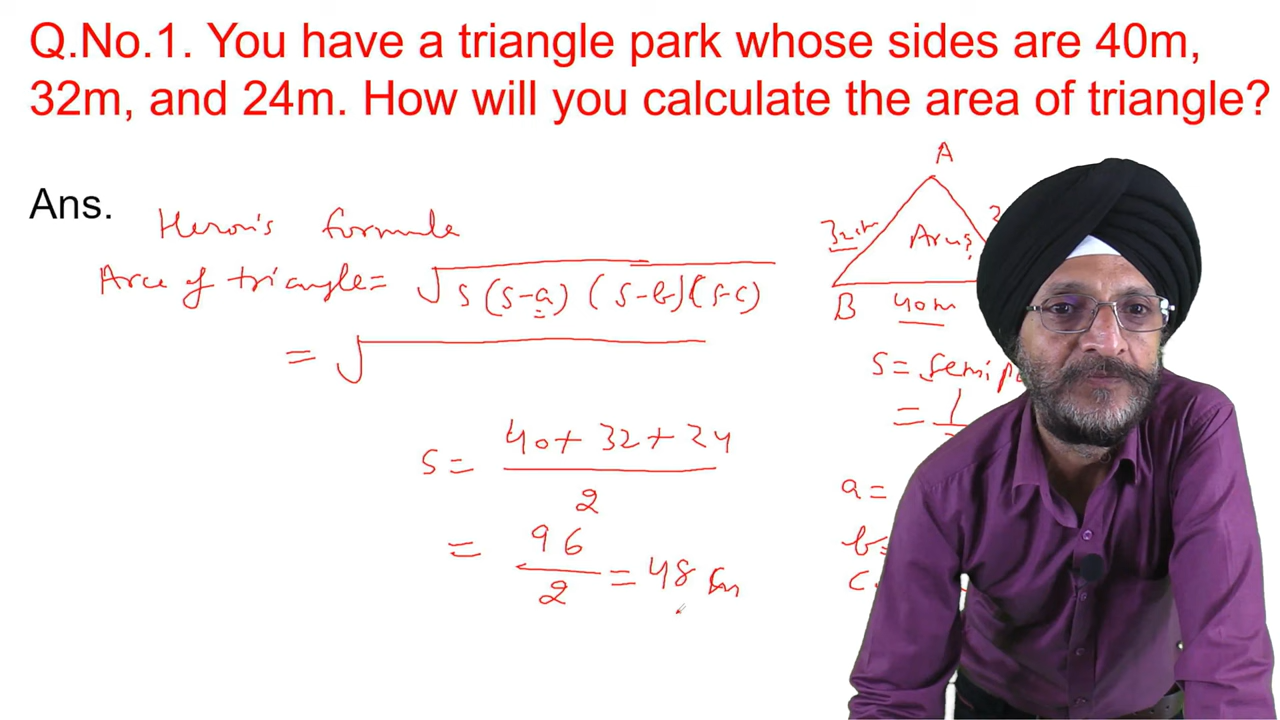 Q.No.1. You have a triangle park whose sides are 40m,
32m, and 24m. How will you calculate the area of triangle?
Ans.
Heron's formula
Area of triangle = √s(s-a)(s-b)(s-c)
= √
s = 40+32+24
2
= 96
2
= 48
A
32m
Area?
B
40m
s = semi
= 1
a =
b =
c